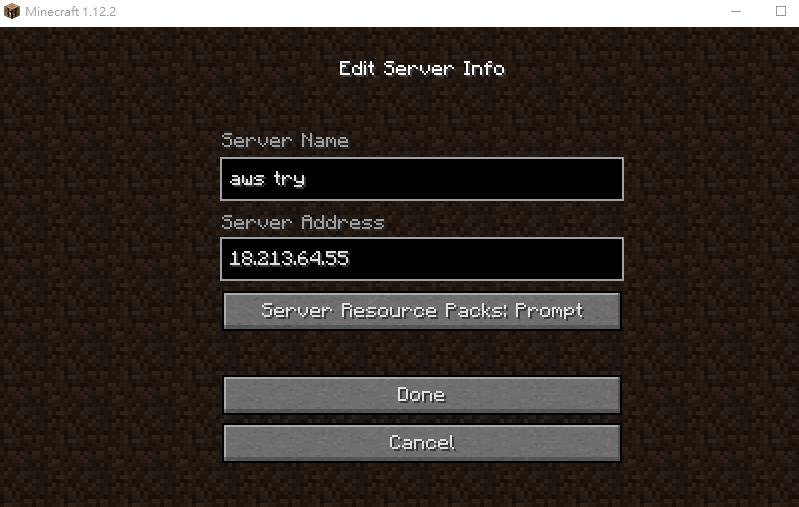 Minecraft 1.12.2
Edit Server Info
Server Name
aws try
Server Address
18.213.64.55
Server Resource Packs: Prompt
Done
Cancel